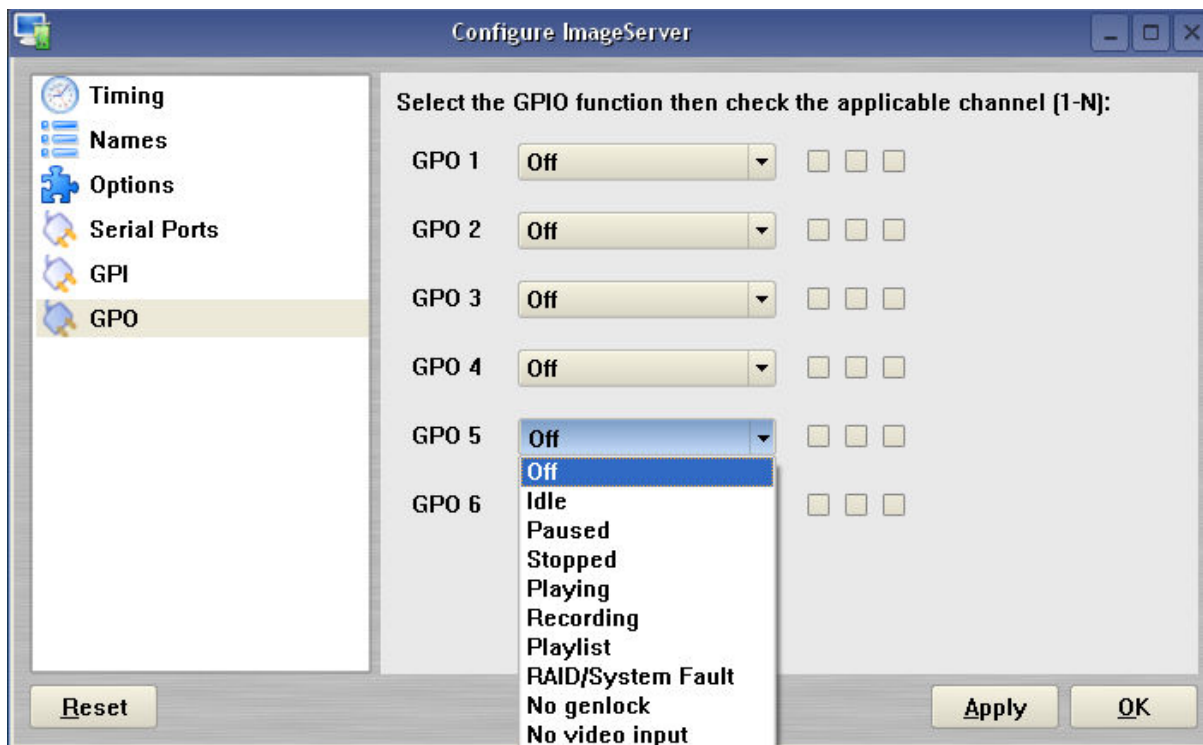 Configure ImageServer
Timing
Names
Options
Serial Ports
GPI
GPO
Select the GPIO function then check the applicable channel (1-N):
GPO 1 Off
GPO 2 Off
GPO 3 Off
GPO 4 Off
GPO 5 Off
Off
Idle
Paused
Stopped
Playing
Recording
Playlist
RAID/System Fault
No genlock
No video input
GPO 6
Reset
Apply
OK